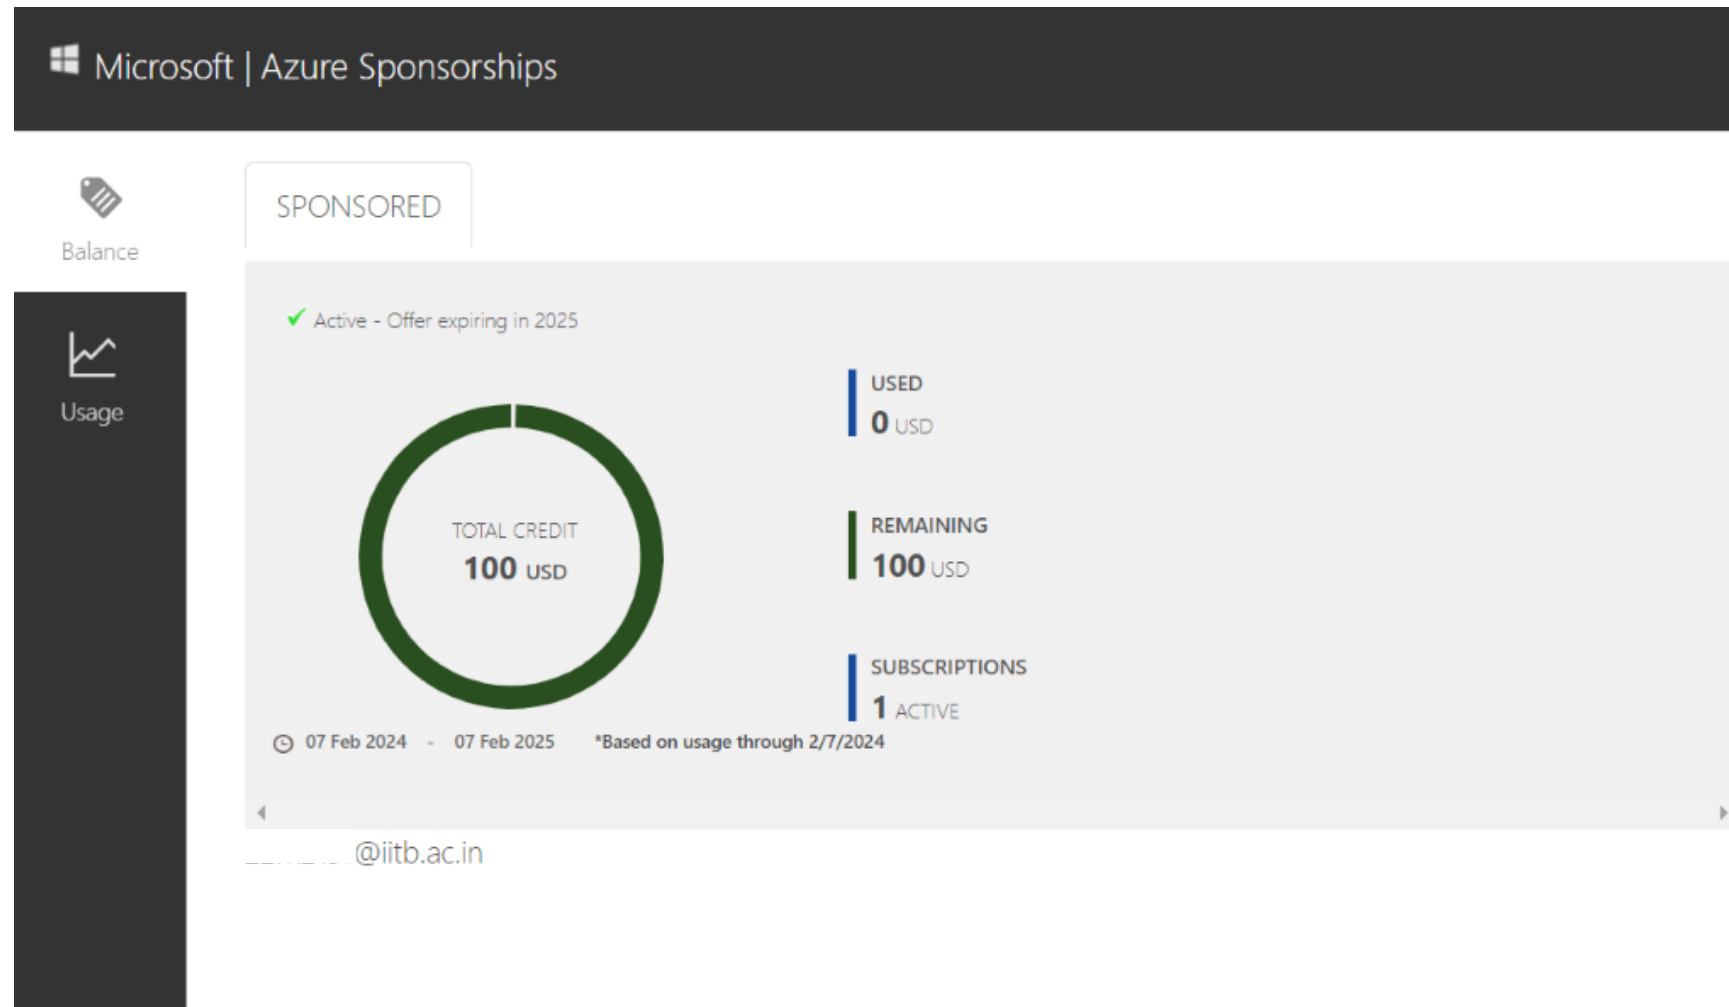 Microsoft | Azure Sponsorships
Balance
Usage
SPONSORED
Active - Offer expiring in 2025
TOTAL CREDIT
100 USD
USED
0 USD
REMAINING
100 USD
SUBSCRIPTIONS
1 ACTIVE
07 Feb 2024 - 07 Feb 2025 *Based on usage through 2/7/2024
@iitb.ac.in